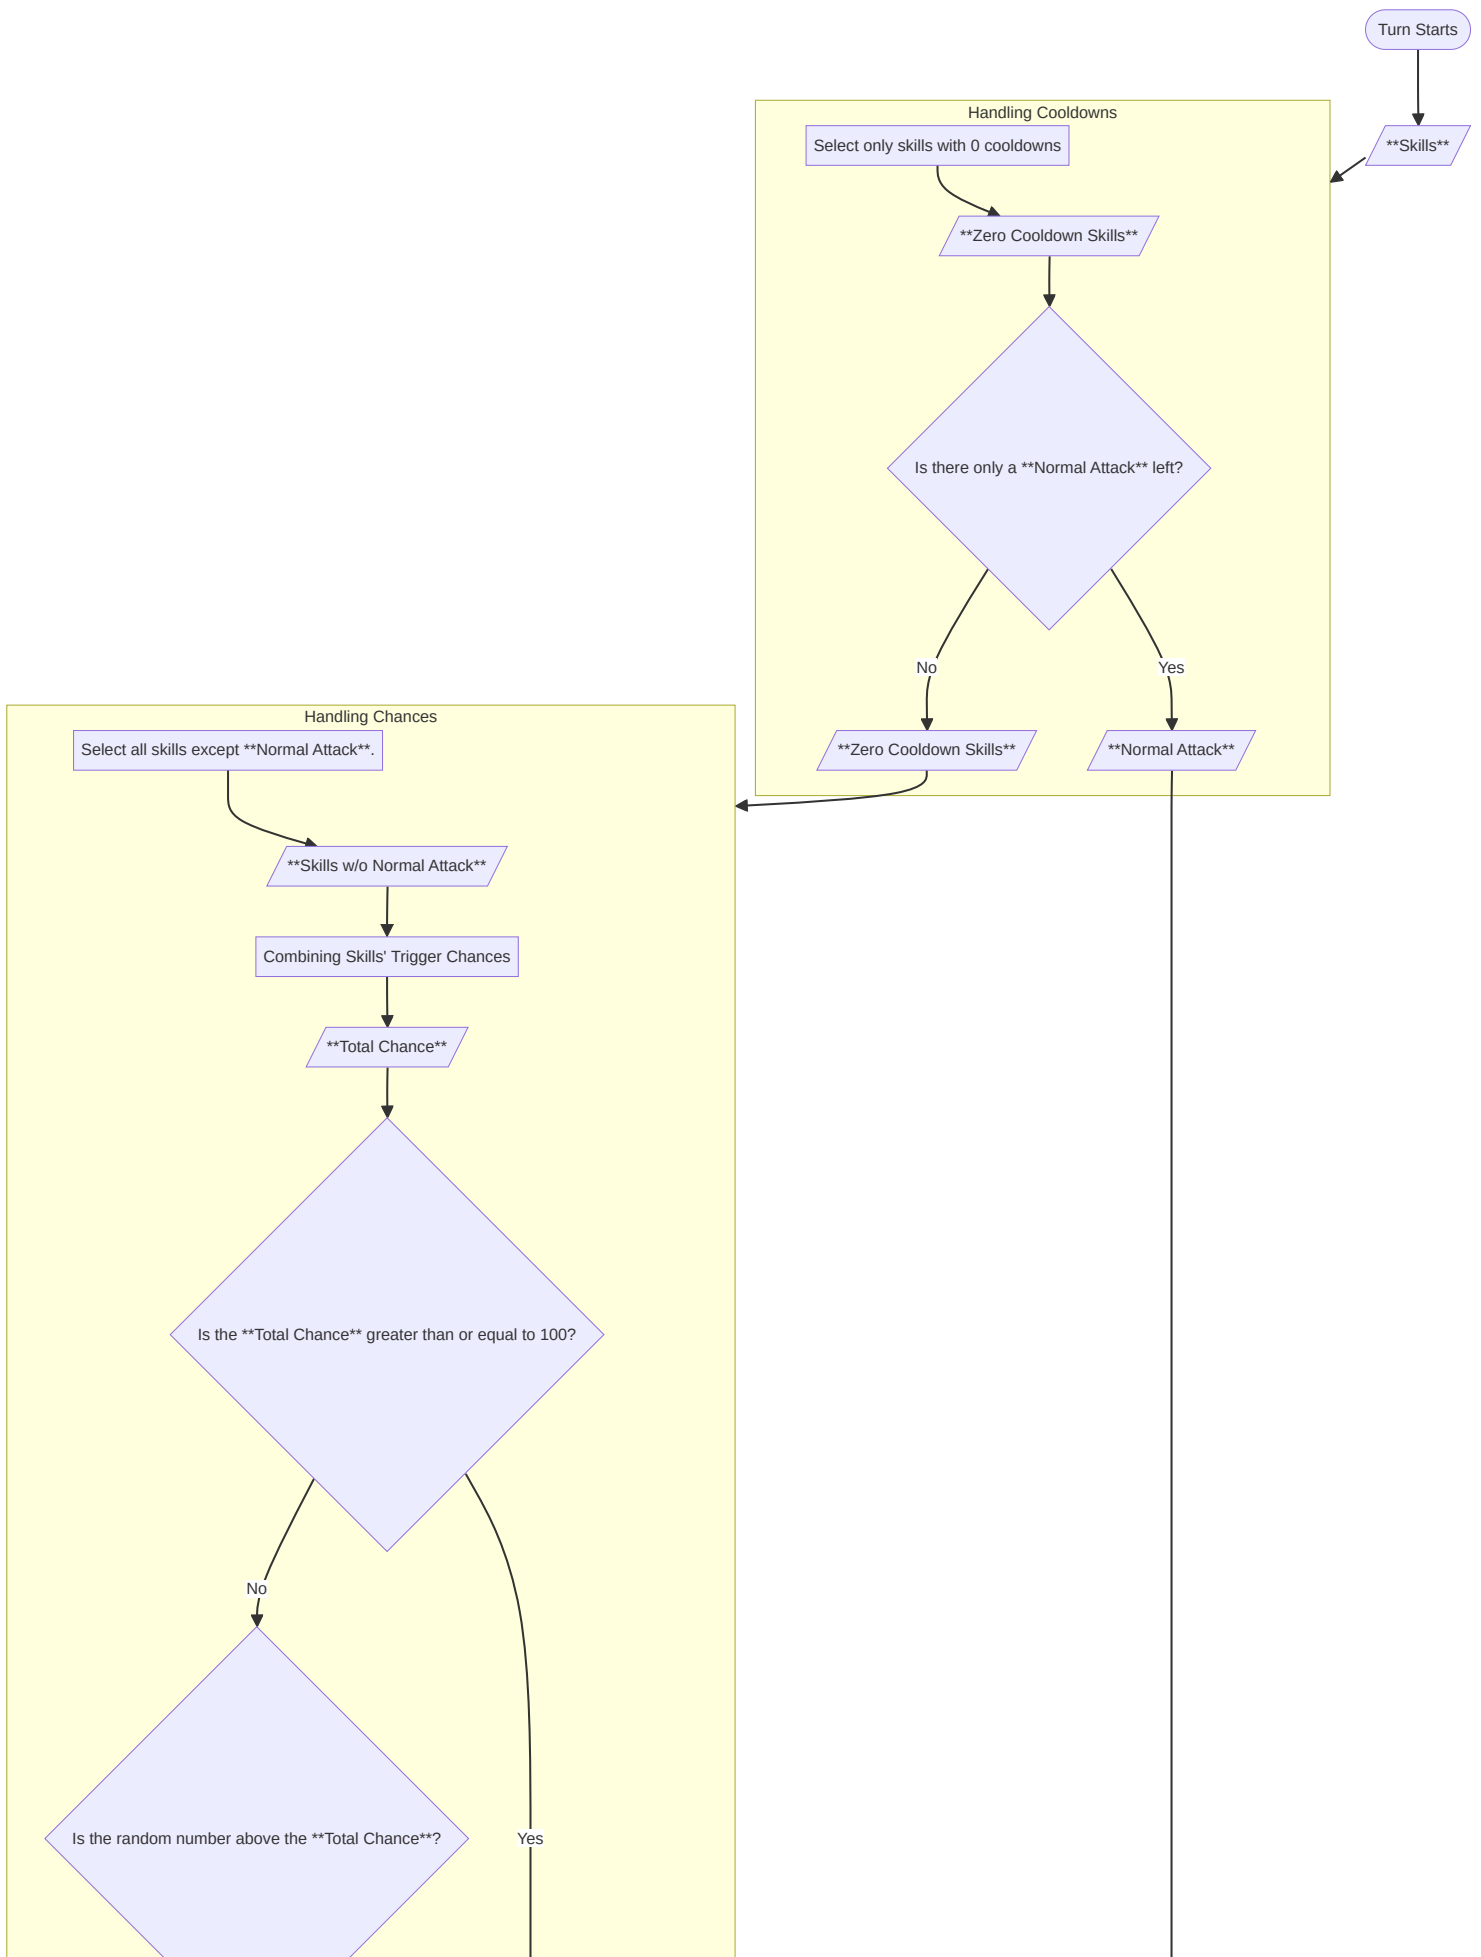 Turn Starts
**Skills**
Handling Cooldowns
Select only skills with 0 cooldowns
**Zero Cooldown Skills**
Is there only a **Normal Attack** left?
No
Yes
**Zero Cooldown Skills**
**Normal Attack**
Handling Chances
Select all skills except **Normal Attack**.
**Skills w/o Normal Attack**
Combining Skills' Trigger Chances
**Total Chance**
Is the **Total Chance** greater than or equal to 100?
No
Is the random number above the **Total Chance**?
Yes